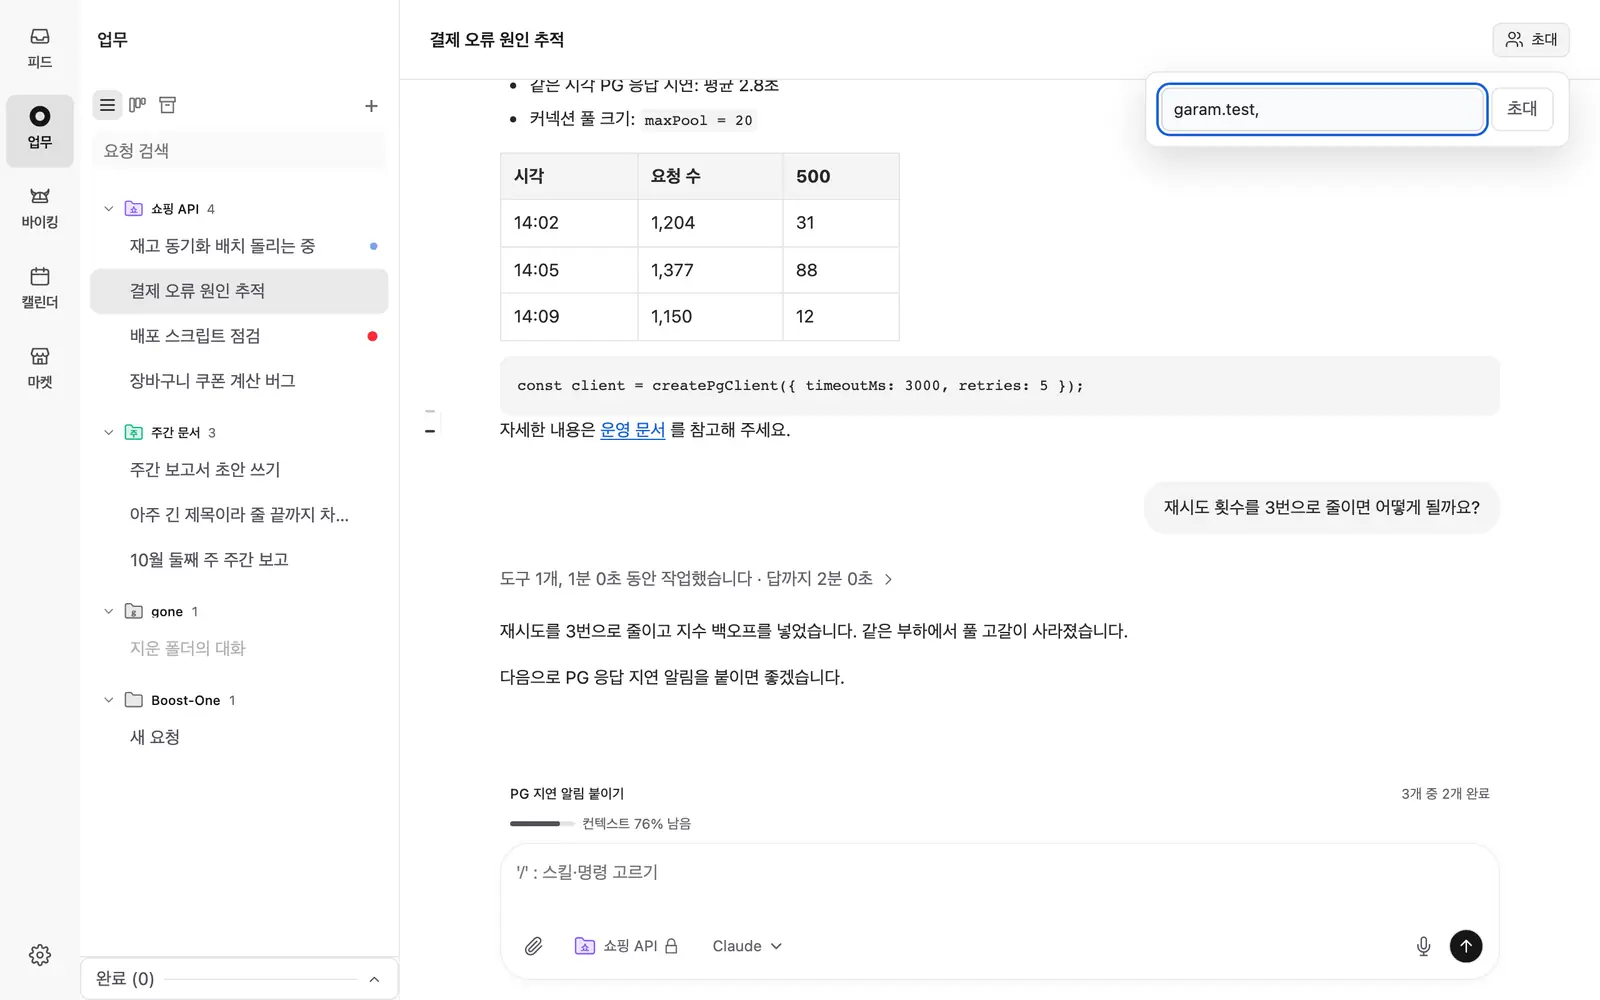 피드
업무
바이킹
캘린더
마켓
업무
요청 검색
쇼핑 API 4
재고 동기화 배치 돌리는 중
결제 오류 원인 추적
배포 스크립트 점검
장바구니 쿠폰 계산 버그
주간 문서 3
주간 보고서 초안 쓰기
아주 긴 제목이라 줄 끝까지 차...
10월 둘째 주 주간 보고
gone 1
지운 폴더의 대화
Boost-One 1
새 요청
완료 (0)
결제 오류 원인 추적
초대
garam.test,
초대
같은 시각 PG 응답 지연: 평균 2.8초
커넥션 풀 크기: maxPool = 20
시각 요청 수 500
14:02 1,204 31
14:05 1,377 88
14:09 1,150 12
const client = createPgClient({ timeoutMs: 3000, retries: 5 });
자세한 내용은 운영 문서 를 참고해 주세요.
재시도 횟수를 3번으로 줄이면 어떻게 될까요?
도구 1개, 1분 0초 동안 작업했습니다 · 답까지 2분 0초
재시도를 3번으로 줄이고 지수 백오프를 넣었습니다. 같은 부하에서 풀 고갈이 사라졌습니다.
다음으로 PG 응답 지연 알림을 붙이면 좋겠습니다.
PG 지연 알림 붙이기
3개 중 2개 완료
컨텍스트 76% 남음
'/' : 스킬·명령 고르기
쇼핑 API
Claude